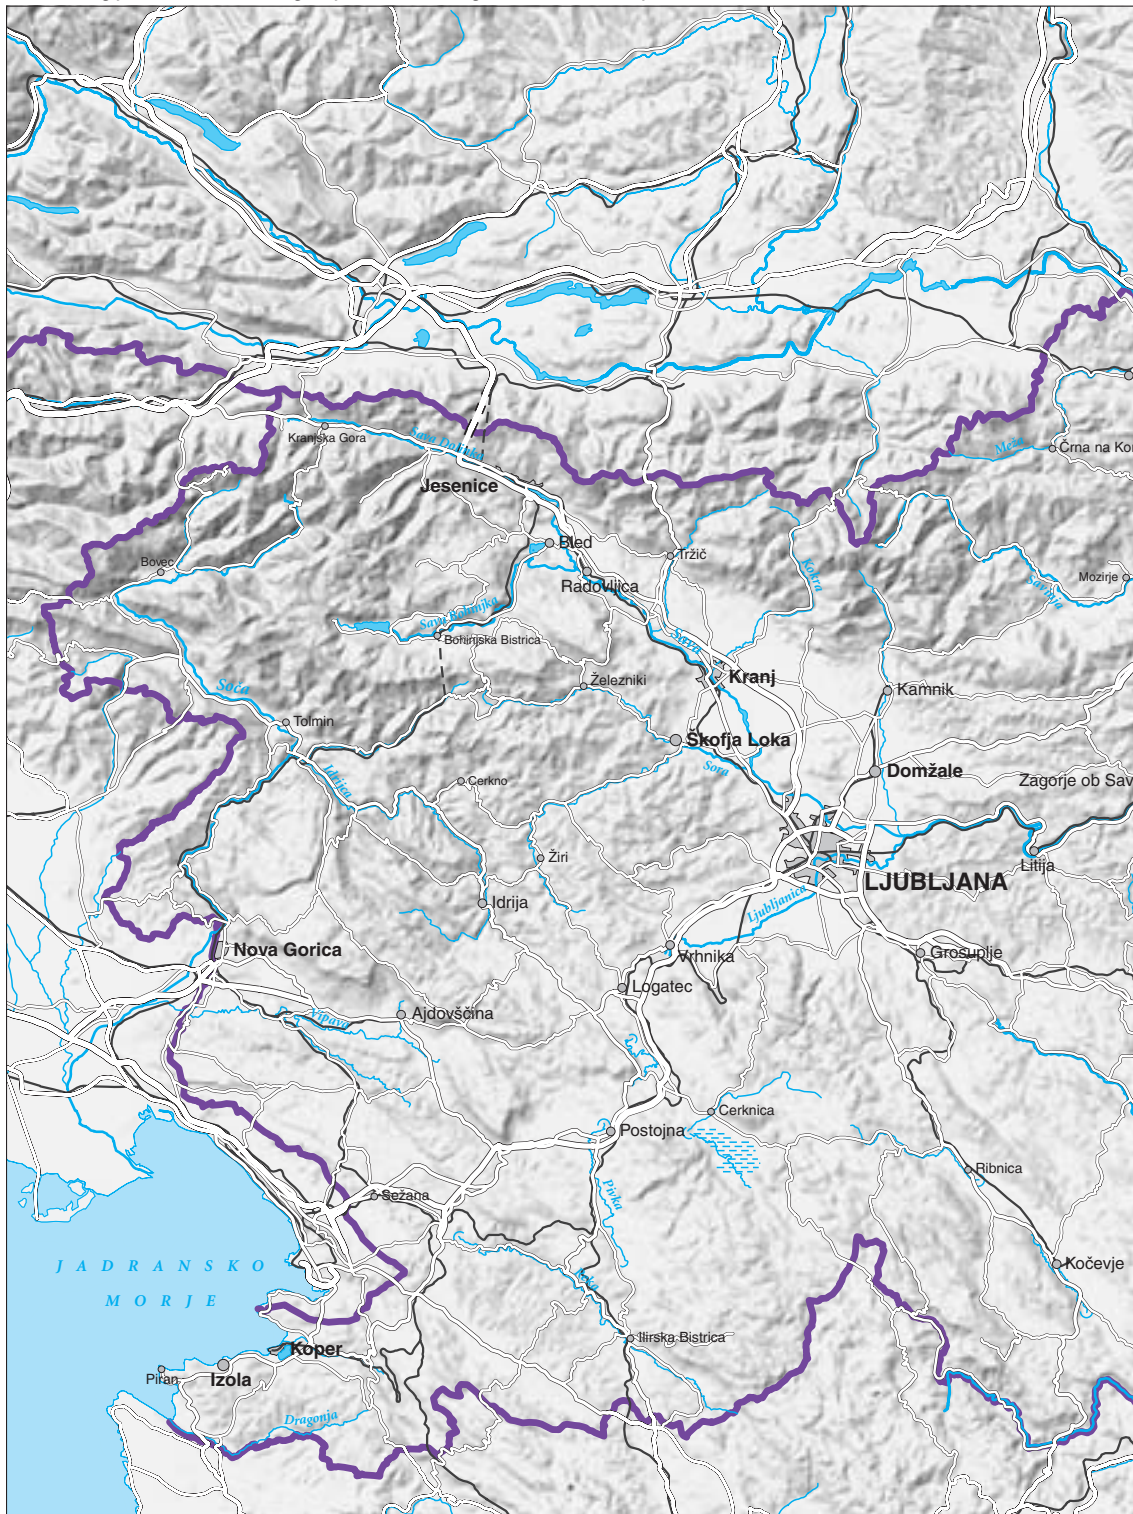 Kranjska Gora
Sava Dolinka
Jesenice
Meža
Črna na Kor
Bovec
Bled
Tržič
Radovljica
Kokra
Mozirje
Savinja
Sava Bohinjka
Bohinjska Bistrica
Sava
Kranj
Železniki
Kamnik
Soča
Tolmin
Škofja Loka
Sora
Domžale
Idrijca
Cerkno
Zagorje ob Sav
Žiri
Litija
LJUBLJANA
Ljubljanica
Idrija
Nova Gorica
Vrhnika
Grosuplje
Logatec
Vipava
Ajdovščina
Cerknica
Postojna
Ribnica
Pivka
Sežana
JADRANSKO
MORJE
Reka
Kočevje
Ilirska Bistrica
Koper
Piran
Izola
Dragonja